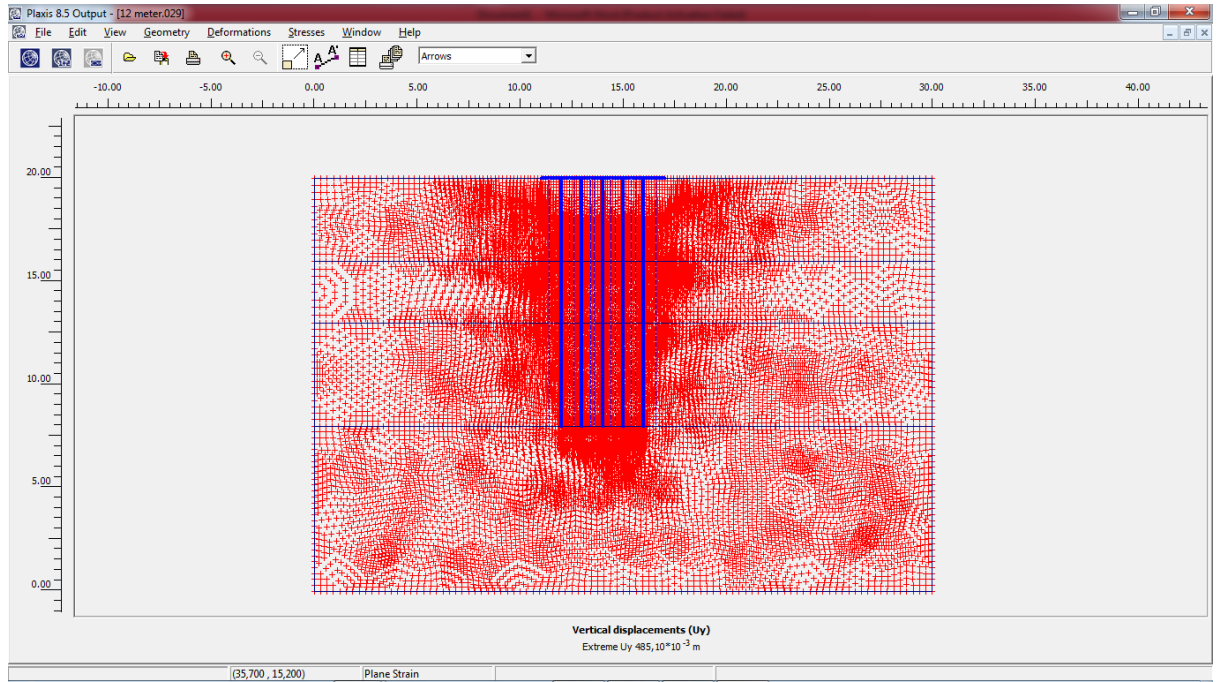 Plaxis 8.5 Output - [12 meter.029]
File Edit View Geometry Deformations Stresses Window Help
Arrows
-10.00 -5.00 0.00 5.00 10.00 15.00 20.00 25.00 30.00 35.00 40.00
20.00
15.00
10.00
5.00
0.00
Vertical displacements (Uy)
Extreme Uy 485,10*10⁻³ m
(35,700 , 15,200) Plane Strain